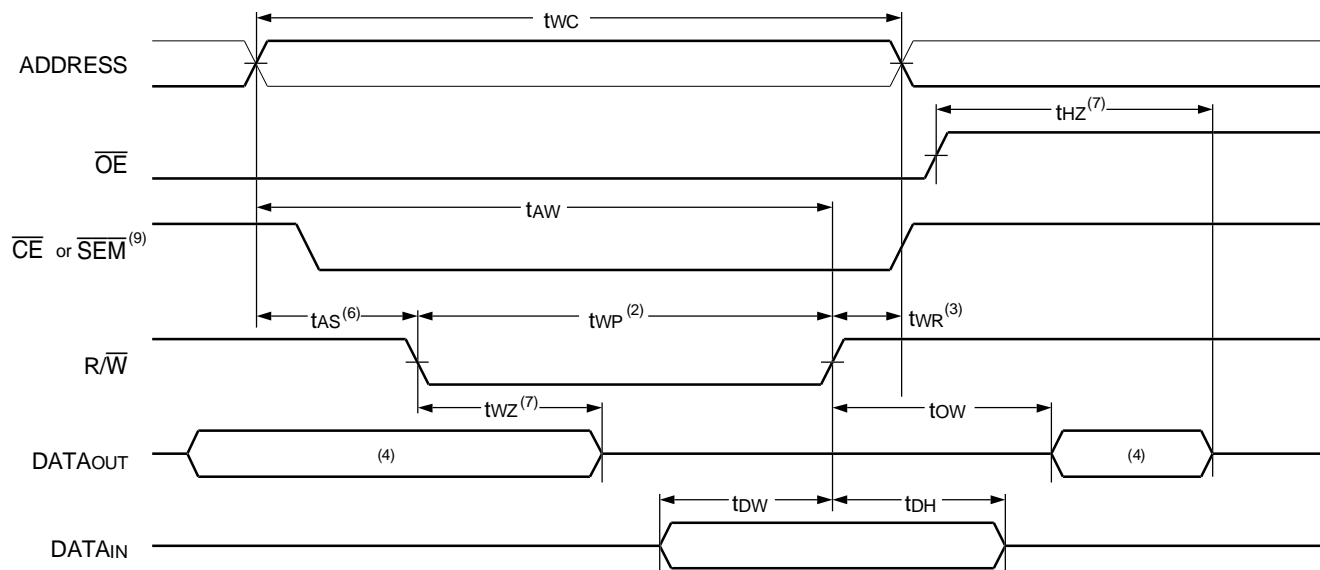 tWC
ADDRESS
tHZ(7)
OE
tAW
CE or SEM(9)
tAS(6) tWP(2) tWR(3)
R/W
tWZ(7) tOW
DATAOUT (4) (4)
tDW tDH
DATAIN